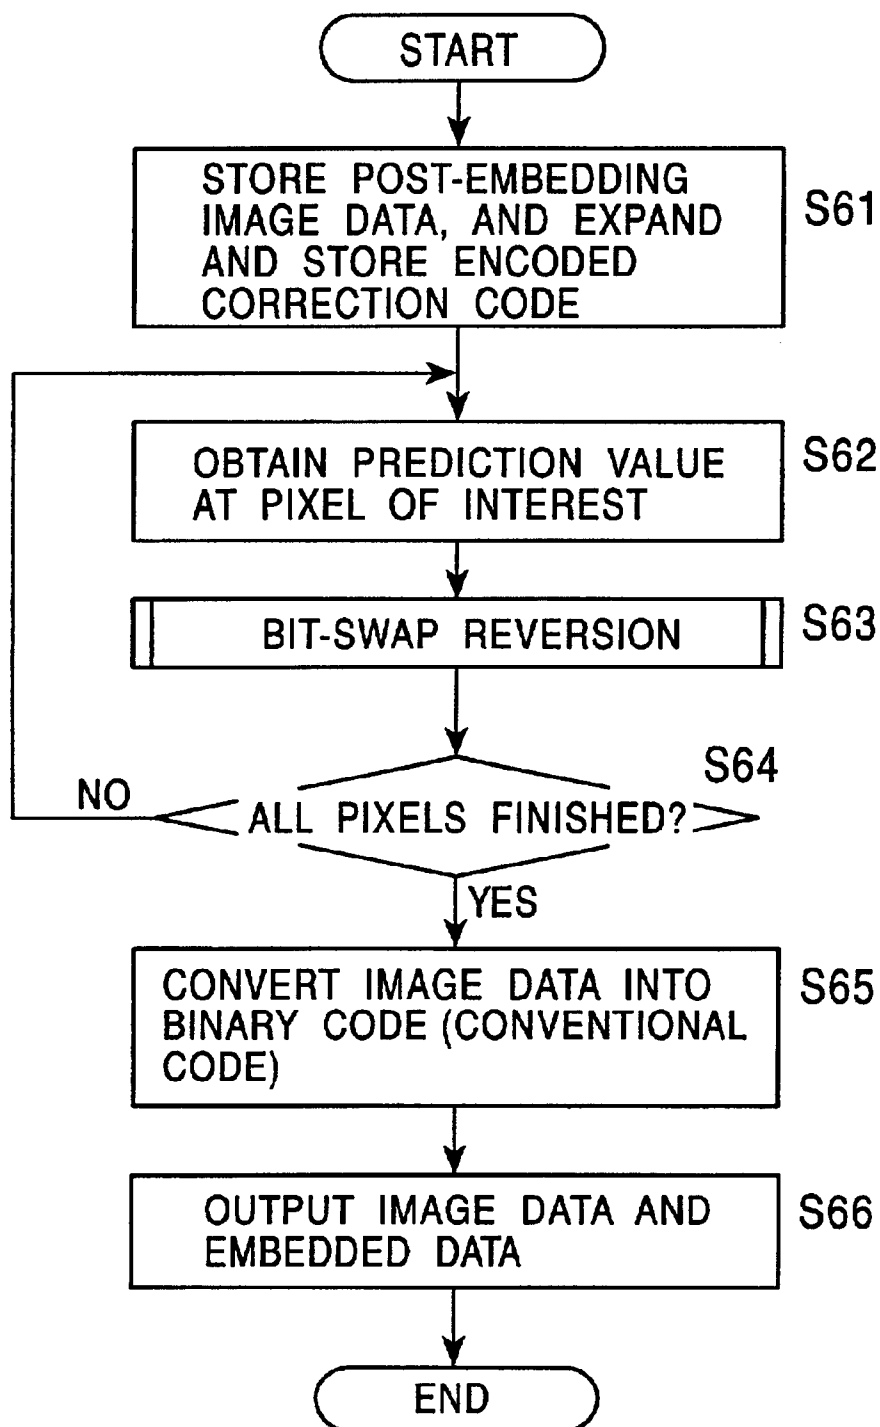 START
STORE POST-EMBEDDING
IMAGE DATA, AND EXPAND
AND STORE ENCODED
CORRECTION CODE
S61
OBTAIN PREDICTION VALUE
AT PIXEL OF INTEREST
S62
BIT-SWAP REVERSION
S63
S64
NO
ALL PIXELS FINISHED?
YES
CONVERT IMAGE DATA INTO
BINARY CODE (CONVENTIONAL
CODE)
S65
OUTPUT IMAGE DATA AND
EMBEDDED DATA
S66
END